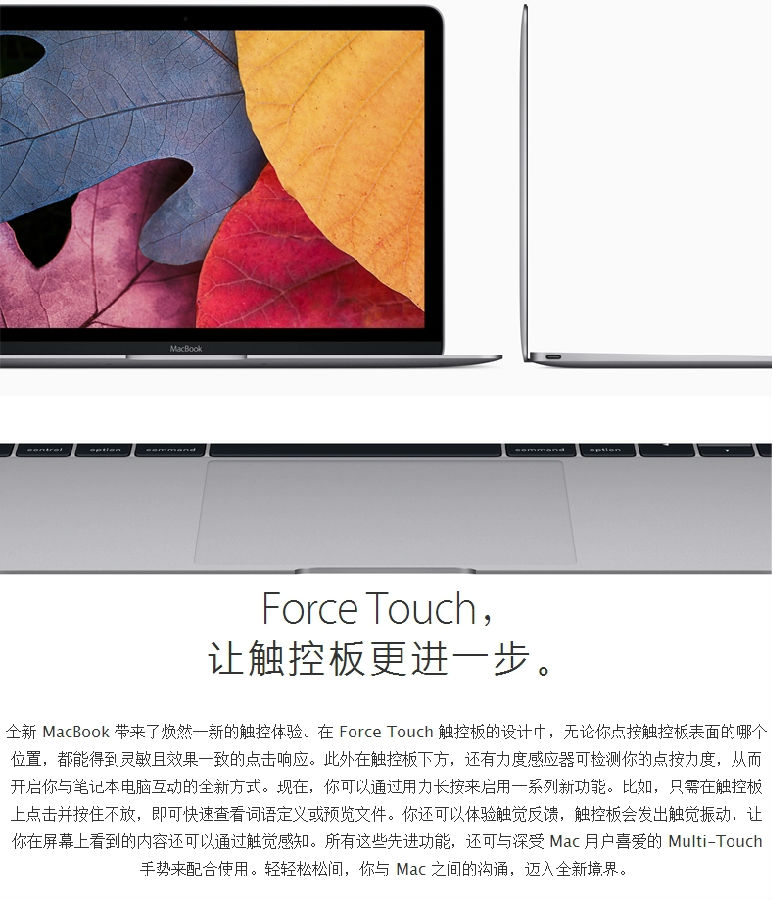 MacBook
control option command command option
Force Touch，
让触控板更进一步。
全新 MacBook 带来了焕然一新的触控体验、在 Force Touch 触控板的设计中，无论你点按触控板表面的哪个
位置，都能得到灵敏且效果一致的点击响应。此外在触控板下方，还有力度感应器可检测你的点按力度，从而
开启你与笔记本电脑互动的全新方式。现在，你可以通过用力长按来启用一系列新功能。比如，只需在触控板
上点击并按住不放，即可快速查看词语定义或预览文件。你还可以体验触觉反馈，触控板会发出触觉振动，让
你在屏幕上看到的内容还可以通过触觉感知。所有这些先进功能，还可与深受 Mac 用户喜爱的 Multi-Touch
手势来配合使用。轻轻松松间，你与 Mac 之间的沟通，迈入全新境界。